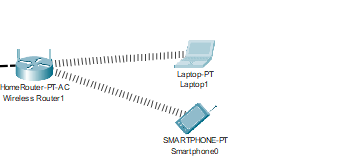 Laptop-PT
Laptop1
HomeRouter-PT-AC
Wireless Router1
SMARTPHONE-PT
Smartphone0